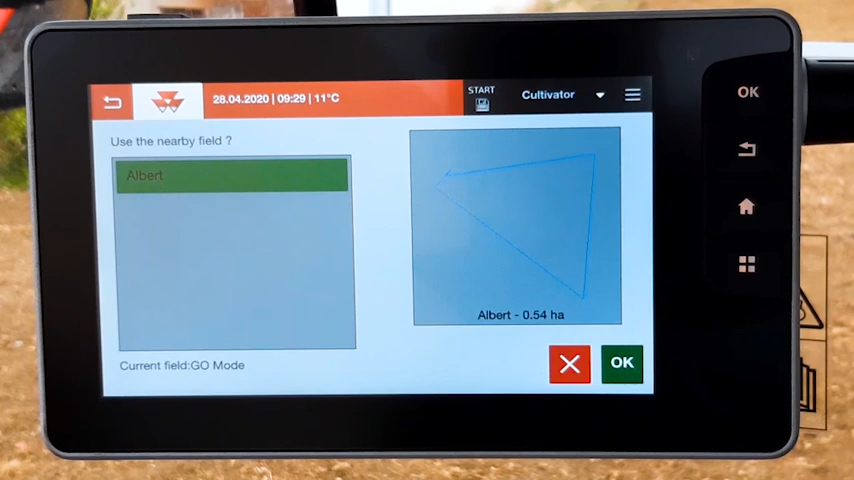 28.04.2020 | 09:29 | 11°C
START
Cultivator
OK
Use the nearby field ?
Albert
Albert - 0.54 ha
Current field:GO Mode
OK